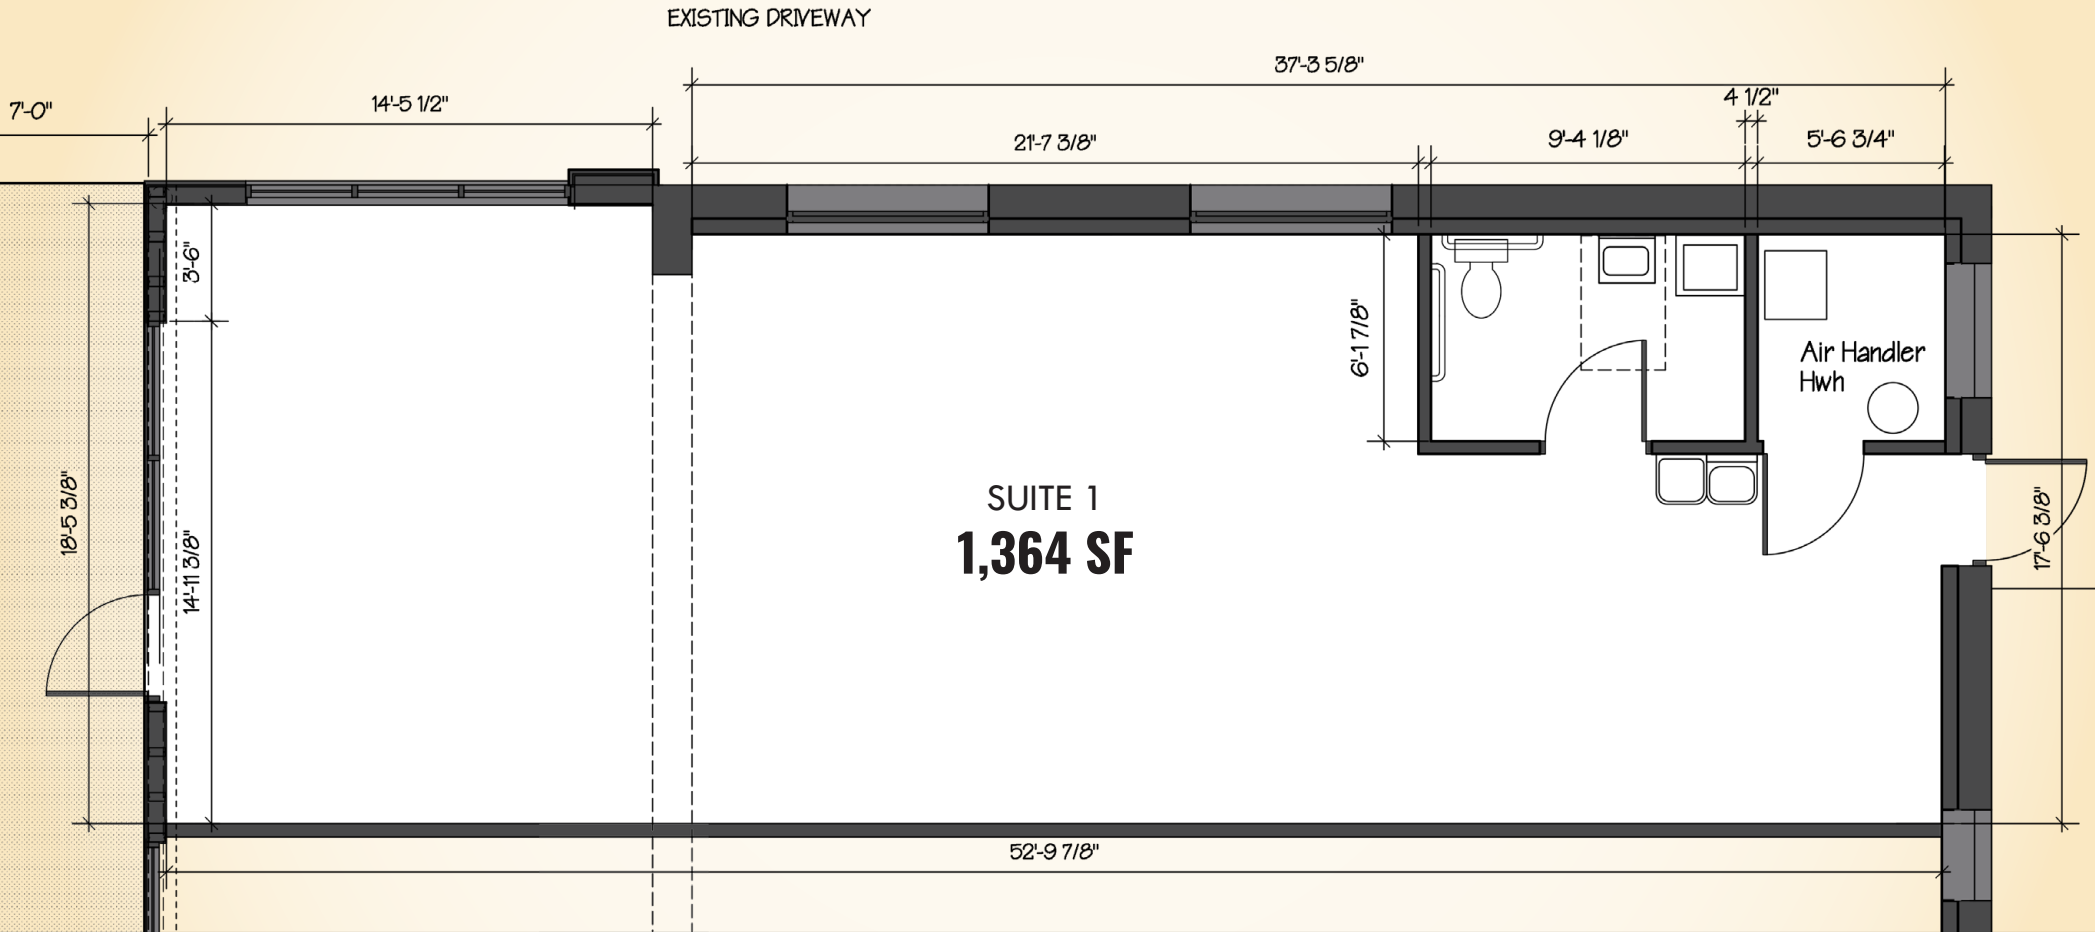 EXISTING DRIVEWAY
37'-3 5/8"
7'-0"
14'-5 1/2"
4 1/2"
21'-7 3/8"
9'-4 1/8"
5'-6 3/4"
3'-6"
6'-1 7/8"
Air Handler
Hwh
18'-5 3/8"
14'-11 3/8"
SUITE 1
1,364 SF
17'-6 3/8"
52'-9 7/8"